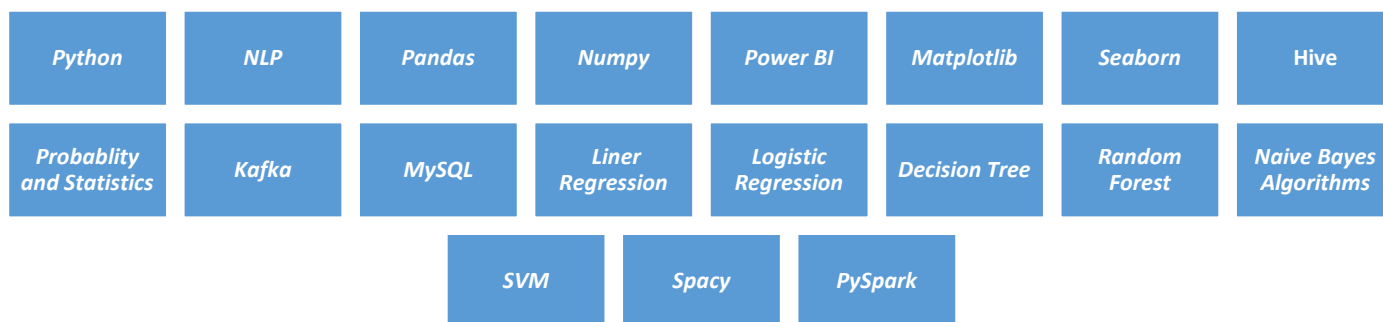 Python
NLP
Pandas
Numpy
Power BI
Matplotlib
Seaborn
Hive
Probablity
and Statistics
Kafka
MySQL
Liner
Regression
Logistic
Regression
Decision Tree
Random
Forest
Naive Bayes
Algorithms
SVM
Spacy
PySpark